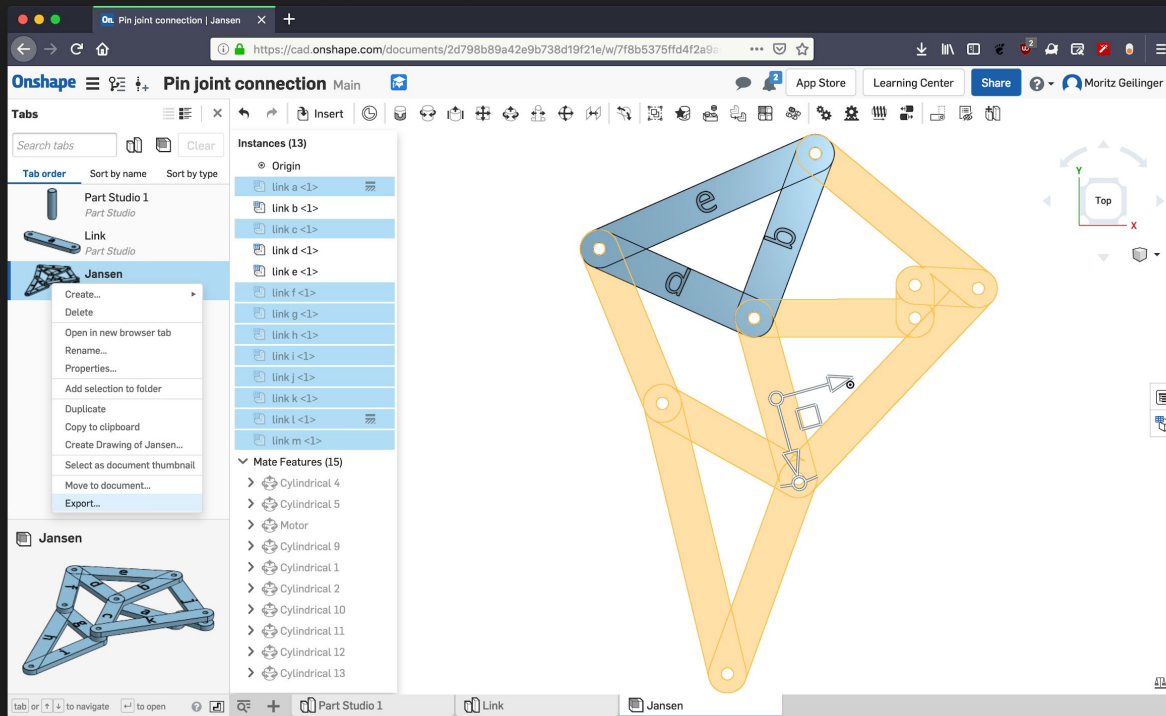 On. Pin joint connection | Jansen
https://cad.onshape.com/documents/2d798b89a42e9b738d19f21e/w/7f8b5375ffd4f2a9a
2
Onshape
Pin joint connection Main
2
App Store
Learning Center
Share
Moritz Geilinger
Tabs
Insert
Search tabs
Clear
Tab order
Sort by name
Sort by type
Part Studio 1
Part Studio
Link
Part Studio
Jansen
Create...
Delete
Open in new browser tab
Rename...
Properties...
Add selection to folder
Duplicate
Copy to clipboard
Create Drawing of Jansen...
Select as document thumbnail
Move to document...
Export...
Jansen
e
f
d
b
a
j
g
c
k
h
i
tab or ↑ ↓ to navigate ↵ to open
Instances (13)
Origin
link a <1>
link b <1>
link c <1>
link d <1>
link e <1>
link f <1>
link g <1>
link h <1>
link i <1>
link j <1>
link k <1>
link l <1>
link m <1>
Mate Features (15)
Cylindrical 4
Cylindrical 5
Motor
Cylindrical 9
Cylindrical 1
Cylindrical 2
Cylindrical 10
Cylindrical 11
Cylindrical 12
Cylindrical 13
e
b
d
Y
Top
X
Part Studio 1
Link
Jansen